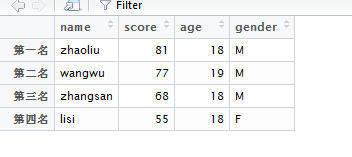 Filter
name score age gender
第一名 zhaoliu 81 18 M
第二名 wangwu 77 19 M
第三名 zhangsan 68 18 M
第四名 lisi 55 18 F